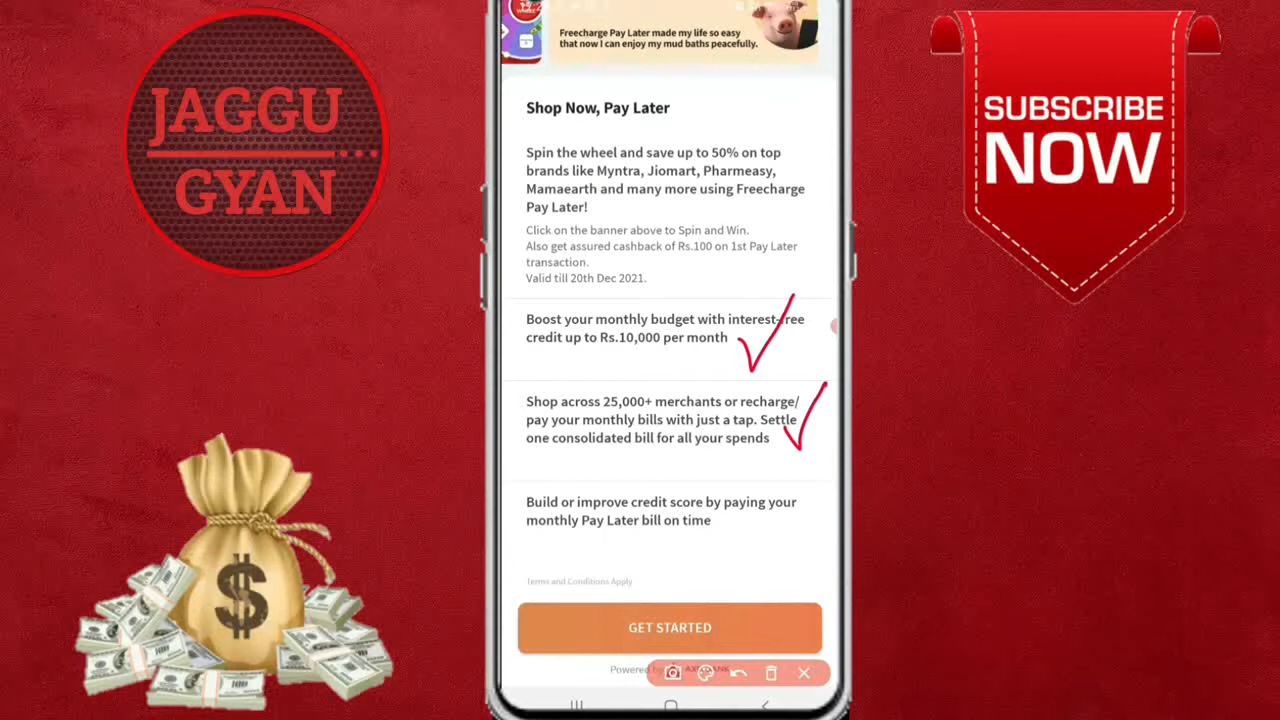 JAGGU
GYAN
SUBSCRIBE
NOW
Freecharge Pay Later made my life so easy
that now I can enjoy my mud baths peacefully.
Shop Now, Pay Later
Spin the wheel and save up to 50% on top
brands like Myntra, Jiomart, Pharmeasy,
Mamaearth and many more using Freecharge
Pay Later!
Click on the banner above to Spin and Win.
Also get assured cashback of Rs.100 on 1st Pay Later
transaction.
Valid till 20th Dec 2021.
Boost your monthly budget with interest-free
credit up to Rs.10,000 per month
Shop across 25,000+ merchants or recharge/
pay your monthly bills with just a tap. Settle
one consolidated bill for all your spends
Build or improve credit score by paying your
monthly Pay Later bill on time
Terms and Conditions Apply
GET STARTED
Powered
$